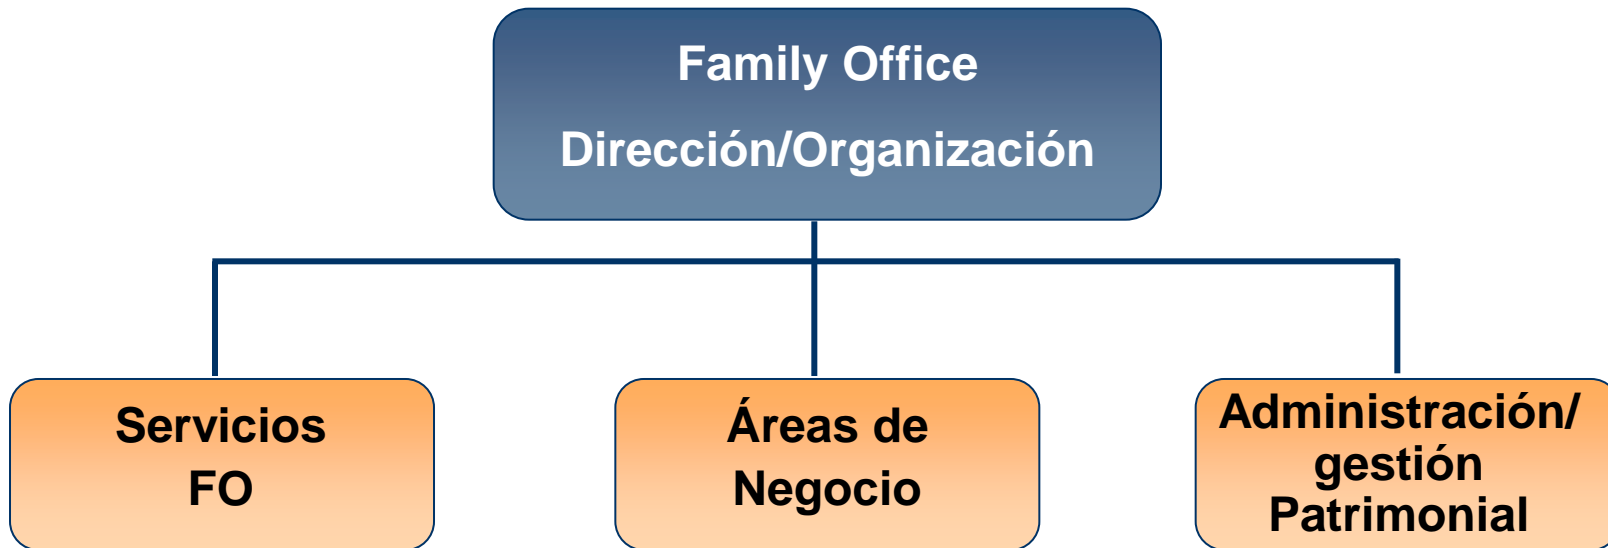 Family Office
Dirección/Organización
Servicios
FO
Áreas de
Negocio
Administración/
gestión
Patrimonial